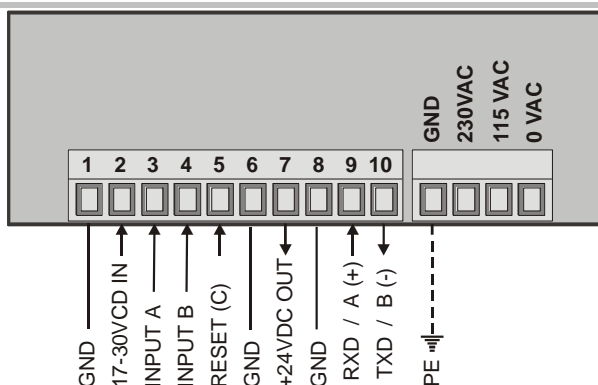 GND
230VAC
115 VAC
0 VAC
1 2 3 4 5 6 7 8 9 10
GND
17-30VCD IN
INPUT A
INPUT B
RESET (C)
GND
+24VDC OUT
GND
RXD / A (+)
TXD / B (-)
PE